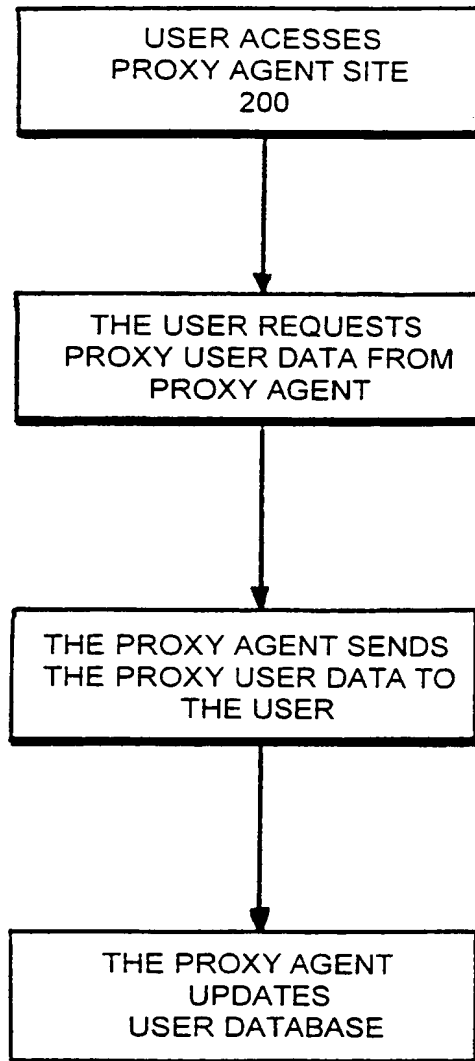 USER ACESSES
PROXY AGENT SITE
200
THE USER REQUESTS
PROXY USER DATA FROM
PROXY AGENT
THE PROXY AGENT SENDS
THE PROXY USER DATA TO
THE USER
THE PROXY AGENT
UPDATES
USER DATABASE